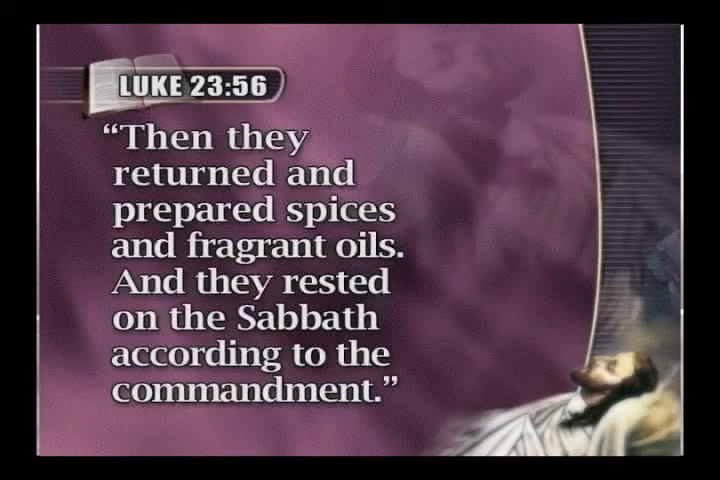 LUKE 23:56
“Then they
returned and
prepared spices
and fragrant oils.
And they rested
on the Sabbath
according to the
commandment.”